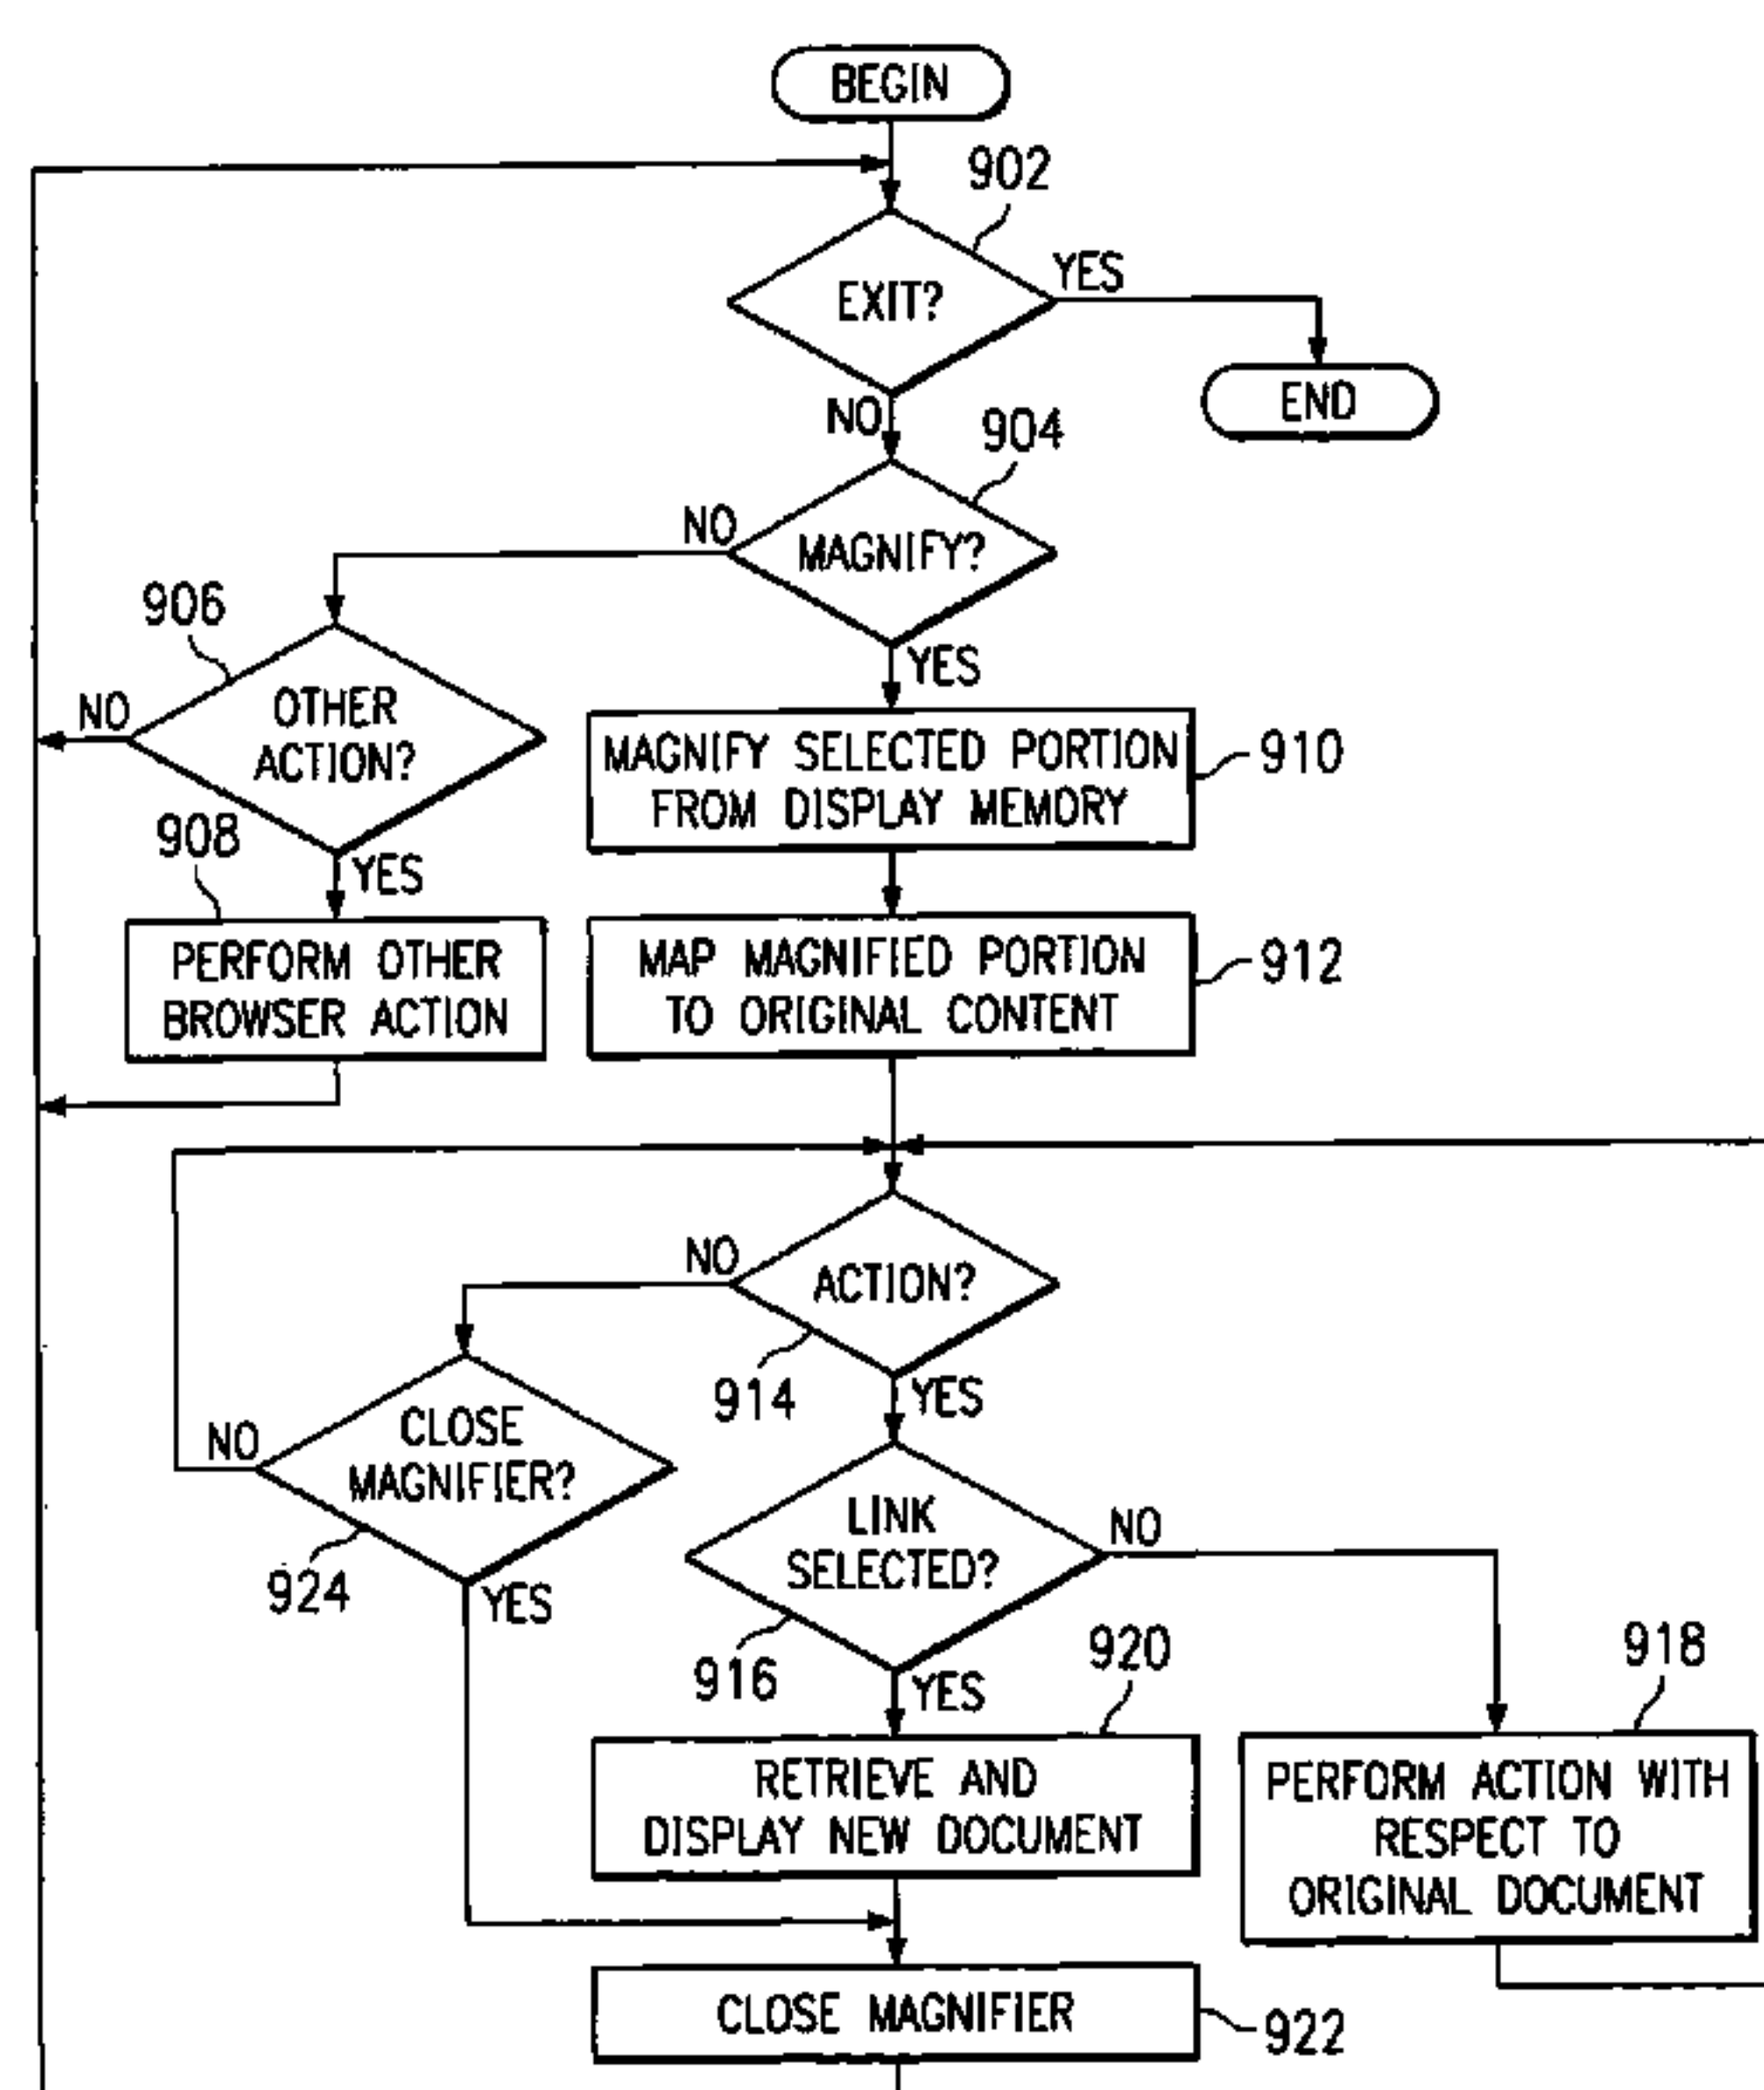 BEGIN
902
EXIT?
YES
END
NO
904
MAGNIFY?
NO
YES
906
OTHER
ACTION?
NO
YES
908
PERFORM OTHER
BROWSER ACTION
MAGNIFY SELECTED PORTION
FROM DISPLAY MEMORY
910
MAP MAGNIFIED PORTION
TO ORIGINAL CONTENT
912
ACTION?
NO
914
YES
CLOSE
MAGNIFIER?
NO
924
YES
LINK
SELECTED?
NO
916
YES
920
918
RETRIEVE AND
DISPLAY NEW DOCUMENT
PERFORM ACTION WITH
RESPECT TO
ORIGINAL DOCUMENT
CLOSE MAGNIFIER
922